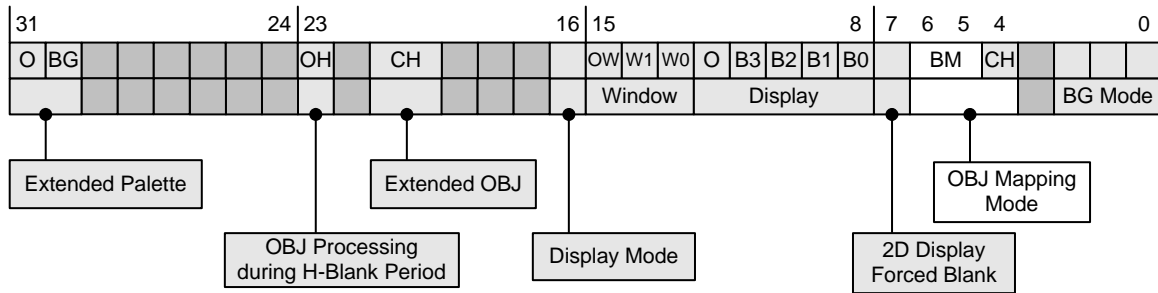 31 24 23 16 15 8 7 6 5 4 0
O BG OH CH OW W1 W0 O B3 B2 B1 B0 BM CH
Window Display BG Mode
Extended Palette
Extended OBJ
OBJ Mapping
Mode
OBJ Processing
during H-Blank Period
Display Mode
2D Display
Forced Blank